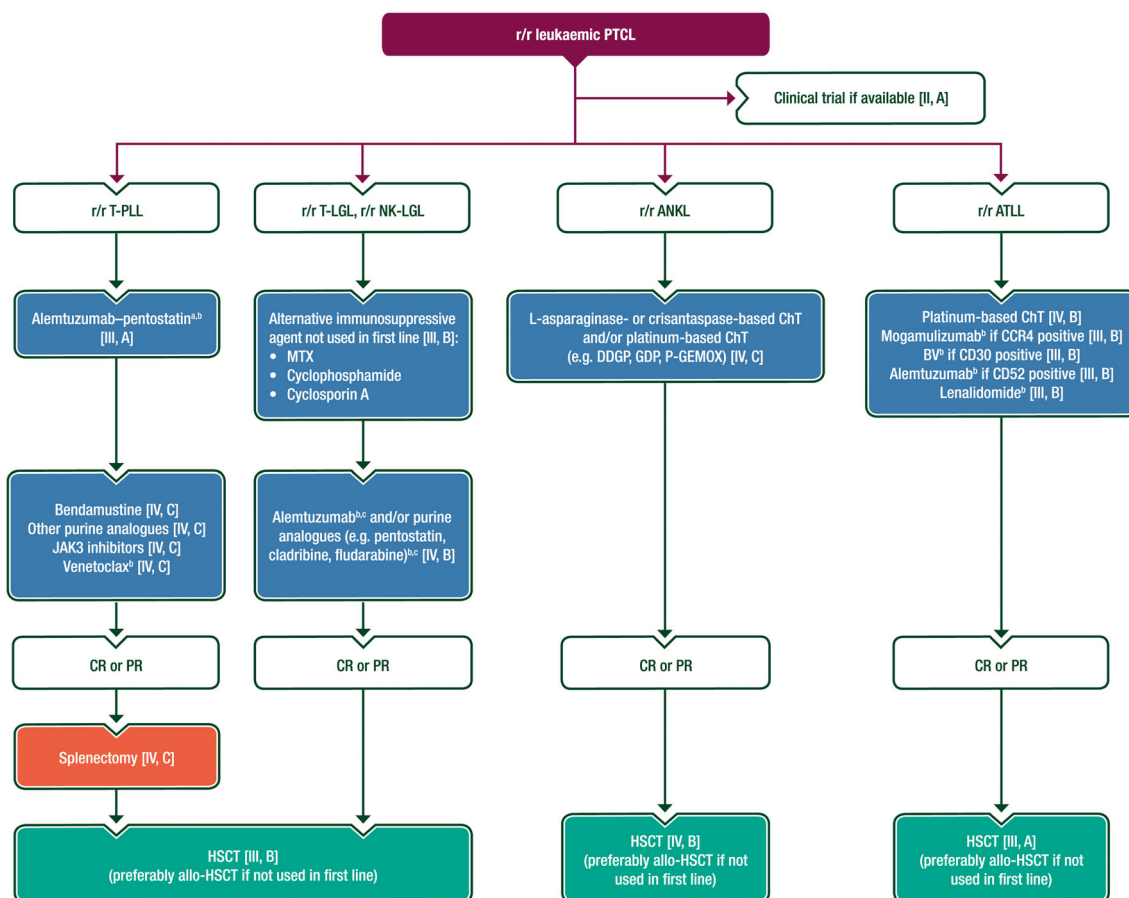 r/r leukaemic PTCL
Clinical trial if available [II, A]
r/r T-PLL
r/r T-LGL, r/r NK-LGL
r/r ANKL
r/r ATLL
Alemtuzumab–pentostatinᵃ,ᵇ
[III, A]
Alternative immunosuppressive
agent not used in first line [III, B]:
• MTX
• Cyclophosphamide
• Cyclosporin A
L-asparaginase- or crisantaspase-based ChT
and/or platinum-based ChT
(e.g. DDGP, GDP, P-GEMOX) [IV, C]
Platinum-based ChT [IV, B]
Mogamulizumabᵇ if CCR4 positive [III, B]
BVᵇ if CD30 positive [III, B]
Alemtuzumabᵇ if CD52 positive [III, B]
Lenalidomideᵇ [III, B]
Bendamustine [IV, C]
Other purine analogues [IV, C]
JAK3 inhibitors [IV, C]
Venetoclaxᵇ [IV, C]
Alemtuzumabᵇ,ᶜ and/or purine
analogues (e.g. pentostatin,
cladribine, fludarabine)ᵇ,ᶜ [IV, B]
CR or PR
CR or PR
CR or PR
CR or PR
Splenectomy [IV, C]
HSCT [III, B]
(preferably allo-HSCT if not used in first line)
HSCT [IV, B]
(preferably allo-HSCT if not
used in first line)
HSCT [III, A]
(preferably allo-HSCT if not
used in first line)